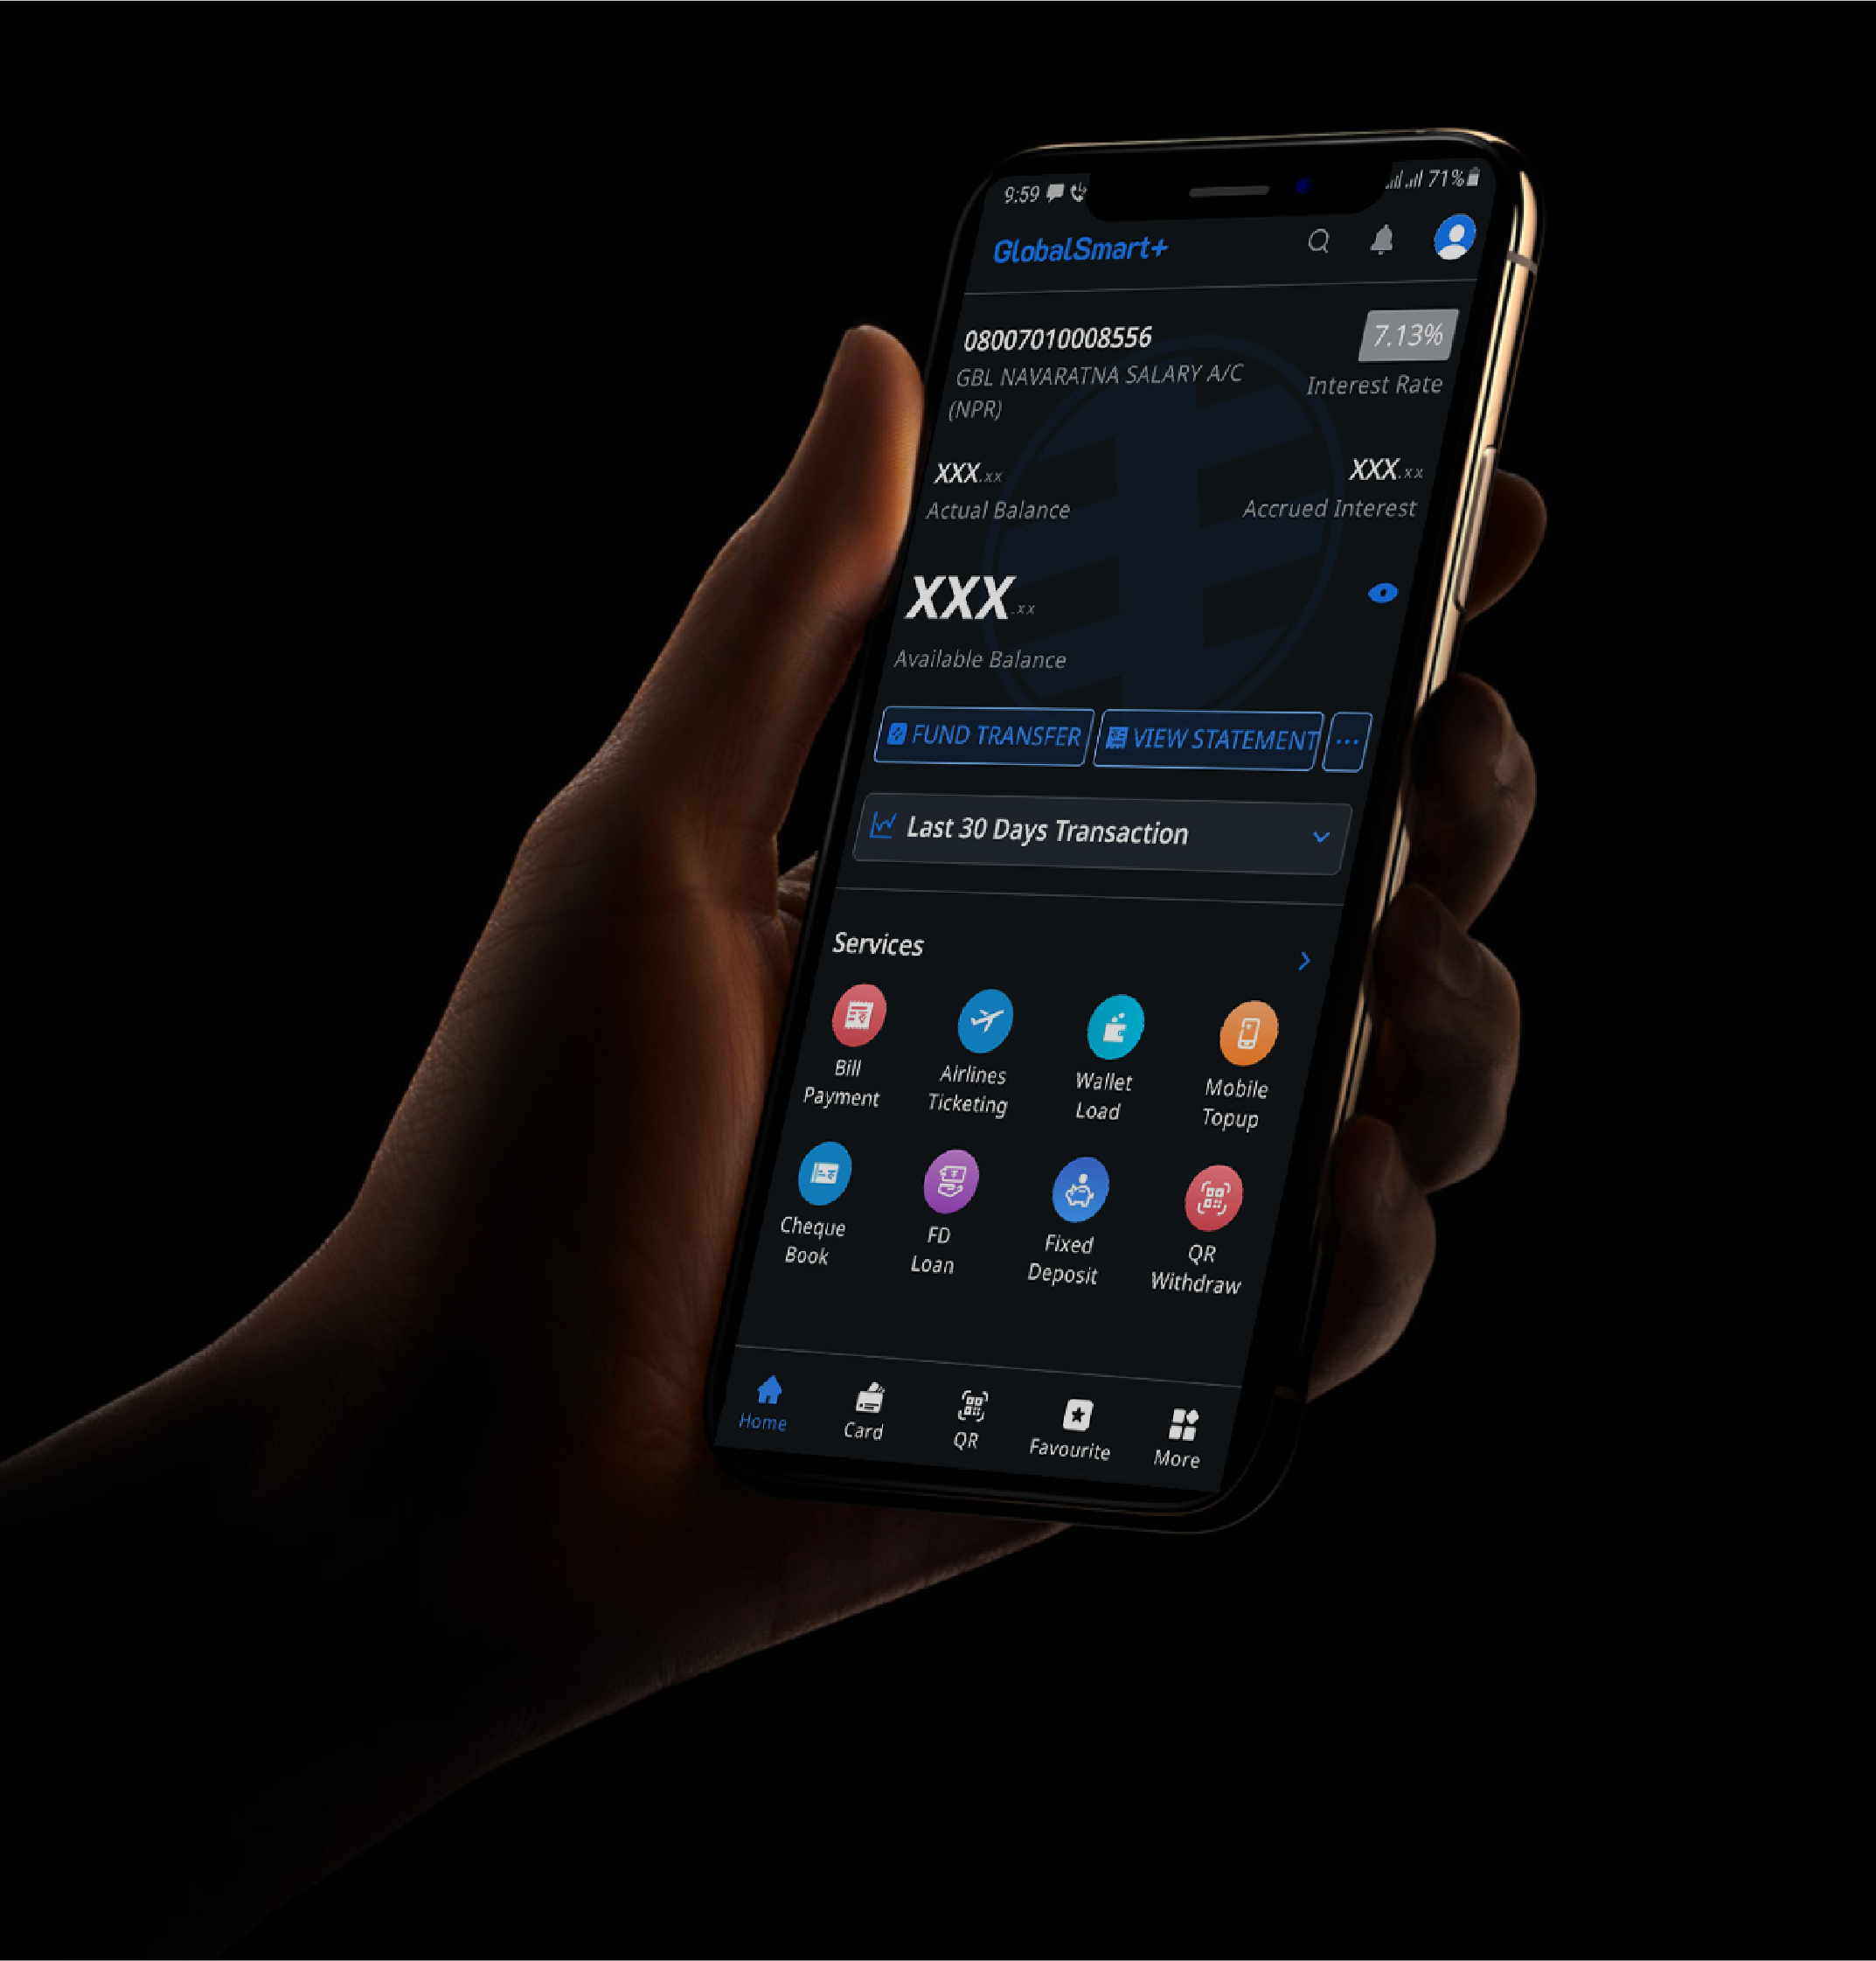 9:59
71%
GlobalSmart+
08007010008556
7.13%
GBL NAVARATNA SALARY A/C
(NPR)
Interest Rate
XXX.xx
XXX.xx
Actual Balance
Accrued Interest
XXX.xx
Available Balance
FUND TRANSFER
VIEW STATEMENT
...
Last 30 Days Transaction
Services
Bill
Payment
Airlines
Ticketing
Wallet
Load
Mobile
Topup
Cheque
Book
FD
Loan
Fixed
Deposit
QR
Withdraw
Home
Card
QR
Favourite
More